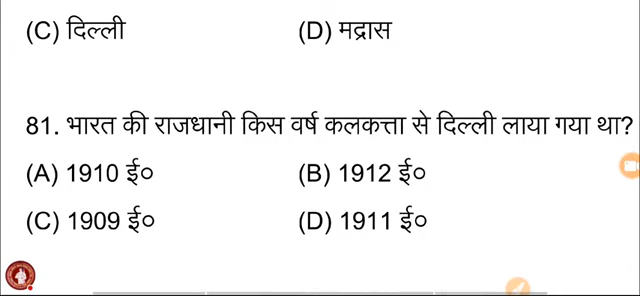 (C) दिल्ली (D) मद्रास
81. भारत की राजधानी किस वर्ष कलकत्ता से दिल्ली लाया गया था?
(A) 1910 ई० (B) 1912 ई०
(C) 1909 ई० (D) 1911 ई०